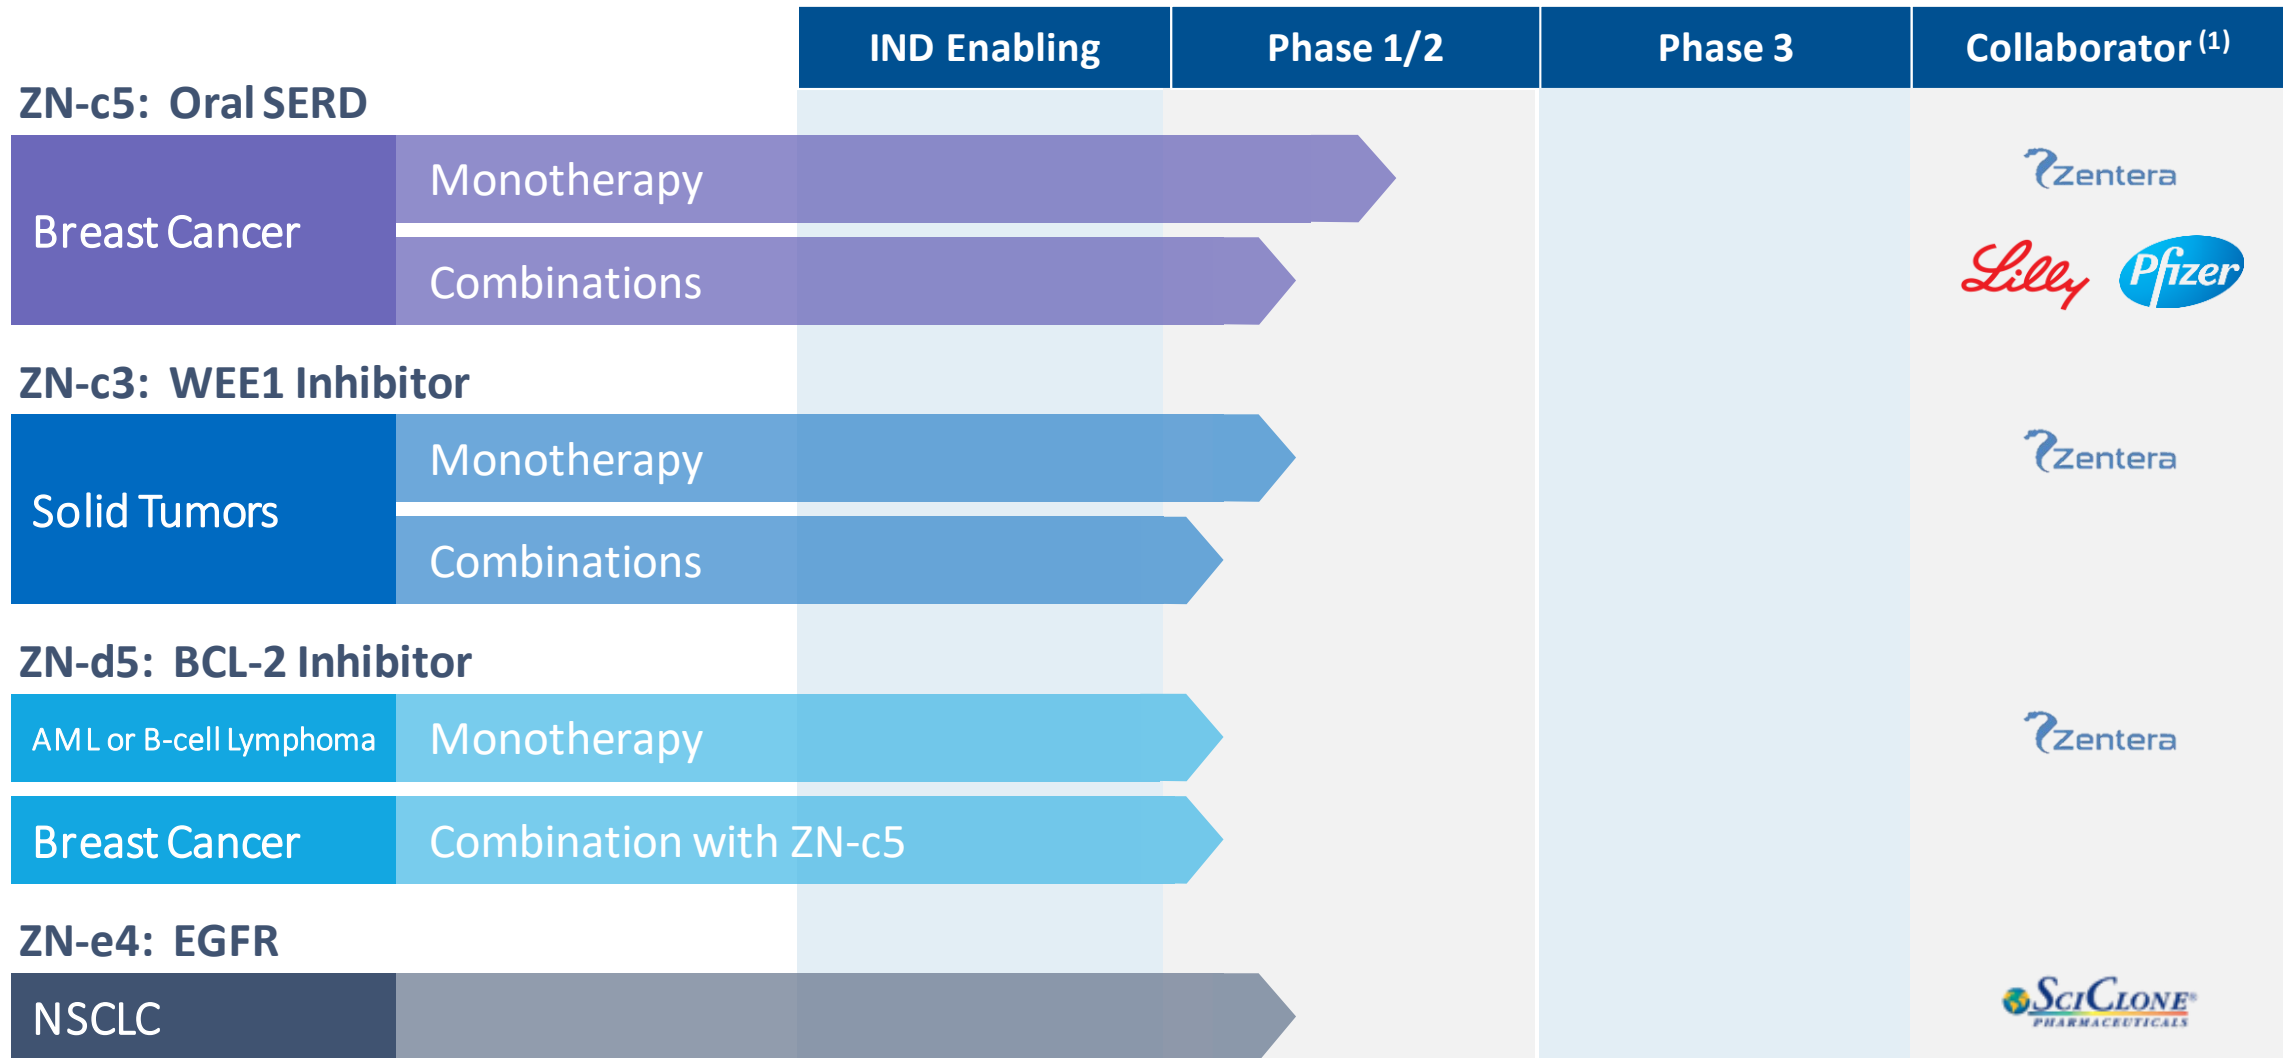 IND Enabling Phase 1/2 Phase 3 Collaborator (1)
ZN-c5: Oral SERD
Breast Cancer
Monotherapy
Zentera
Combinations
Lilly Pfizer
ZN-c3: WEE1 Inhibitor
Solid Tumors
Monotherapy
Zentera
Combinations
ZN-d5: BCL-2 Inhibitor
AML or B-cell Lymphoma Monotherapy
Zentera
Breast Cancer Combination with ZN-c5
ZN-e4: EGFR
NSCLC
SCICLONE®
PHARMACEUTICALS